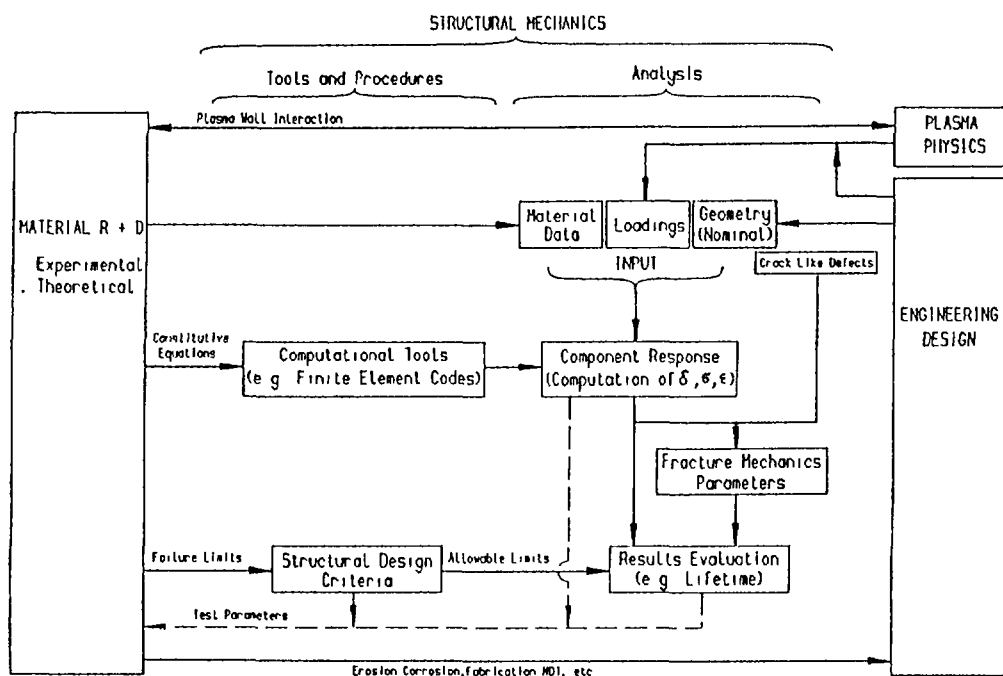 STRUCTURAL MECHANICS
Tools and Procedures
Analysis
Plasma Wall Interaction
PLASMA
PHYSICS
MATERIAL R + D
Experimental
. Theoretical
Material
Data
Loadings
Geometry
(Nominal)
INPUT
Crack Like Defects
ENGINEERING
DESIGN
Constitutive
Equations
Computational Tools
(e g Finite Element Codes)
Component Response
(Computation of δ, σ, ε)
Fracture Mechanics
Parameters
Failure Limits
Structural Design
Criteria
Allowable Limits
Results Evaluation
(e g Lifetime)
Test Parameters
Erosion Corrosion, Fabrication NDI, etc